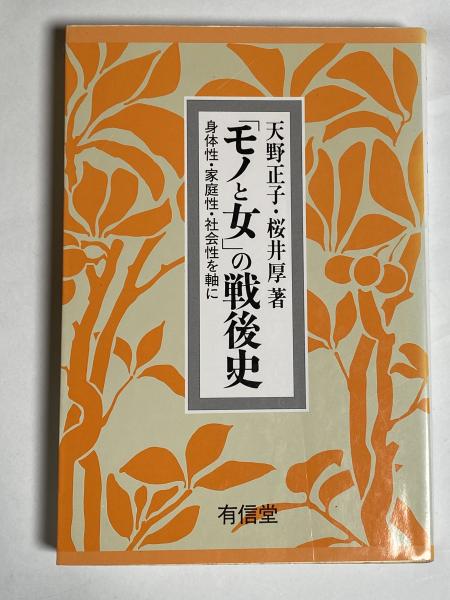 天野正子・桜井厚 著
「モノと女」の戦後史
身体性・家庭性・社会性を軸に
有信堂